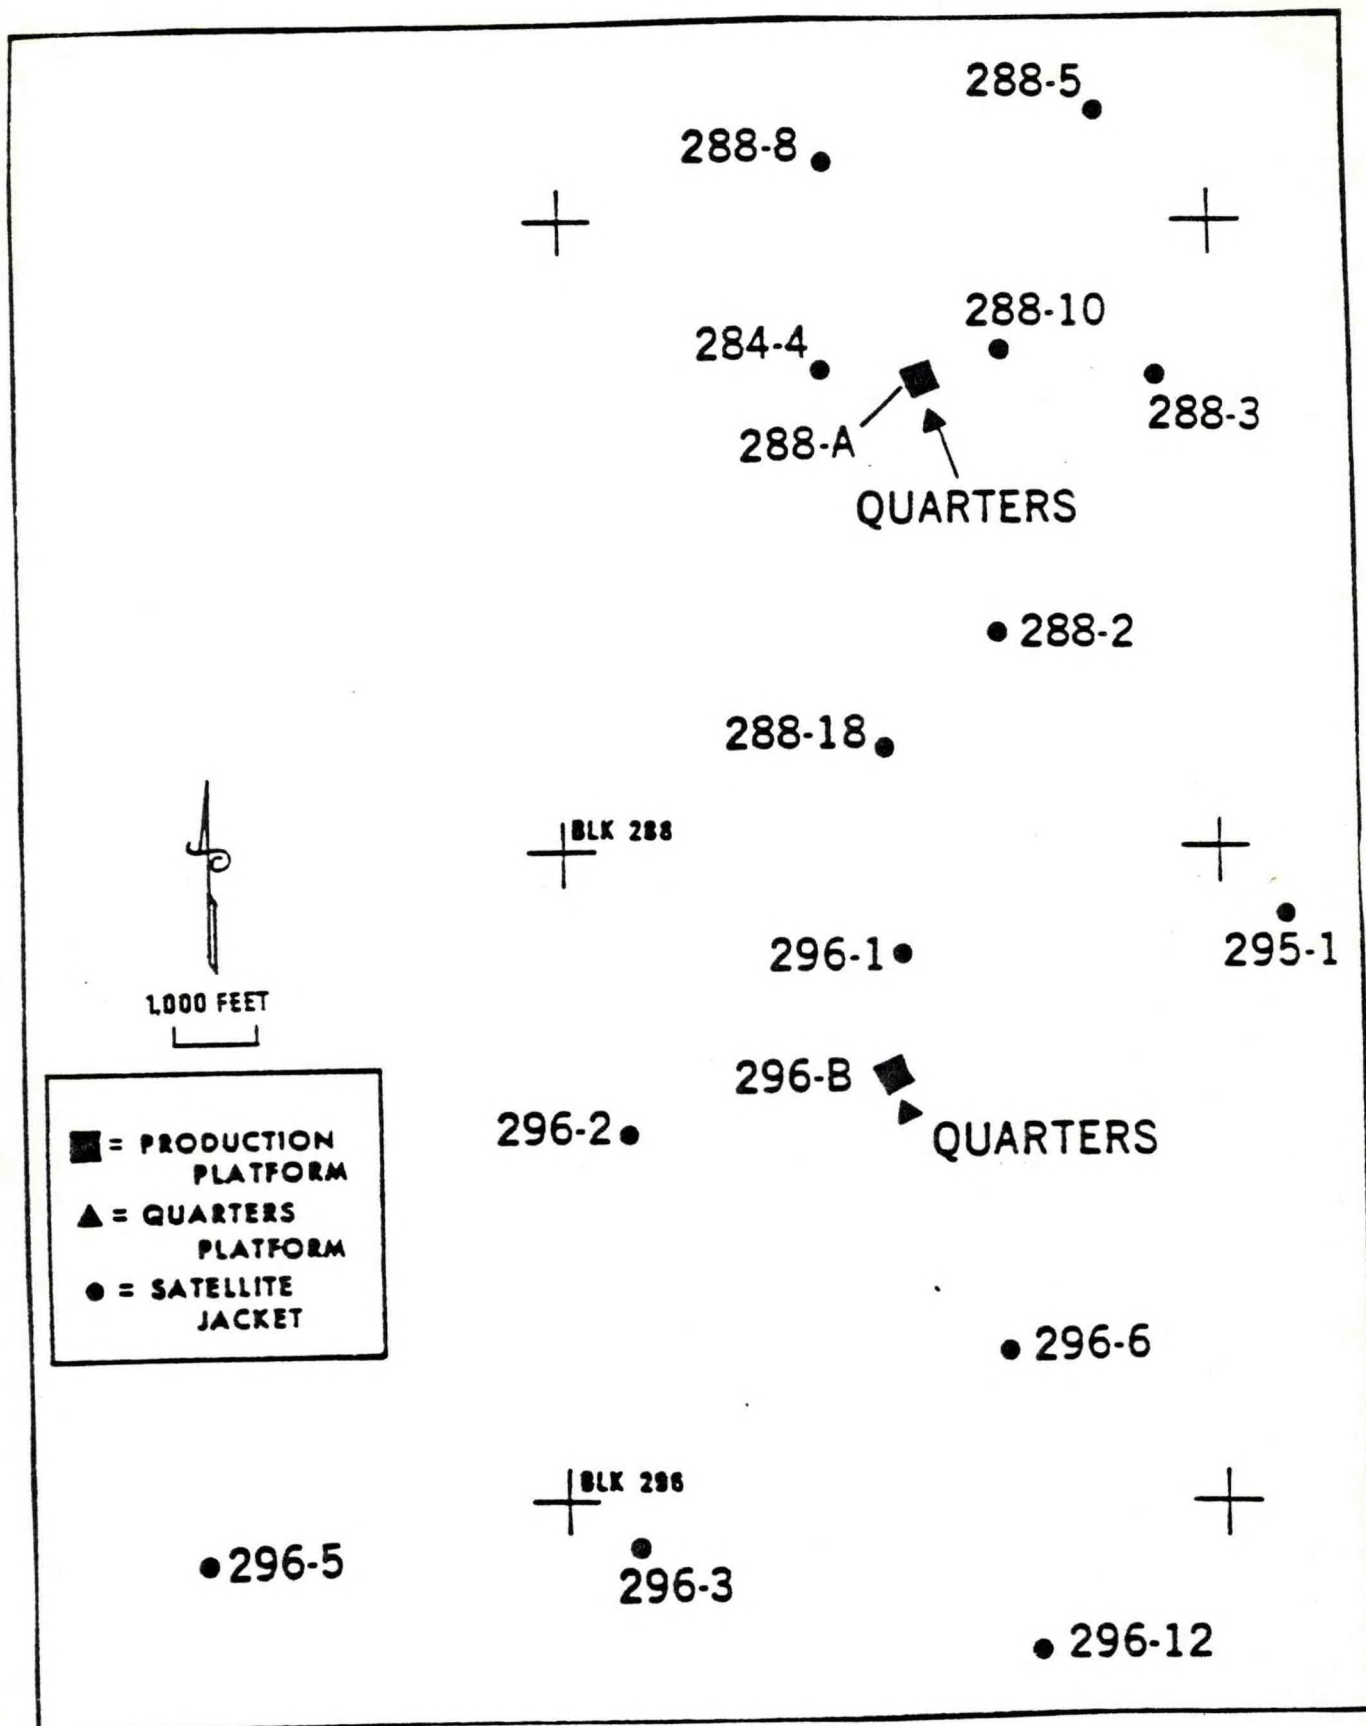 288-5
288-8
288-10
284-4
288-3
288-A
QUARTERS
288-2
288-18
BLK 288
296-1
295-1
1,000 FEET
296-B
296-2
QUARTERS
■ = PRODUCTION
PLATFORM
▲ = QUARTERS
PLATFORM
● = SATELLITE
JACKET
296-6
BLK 296
296-5
296-3
296-12